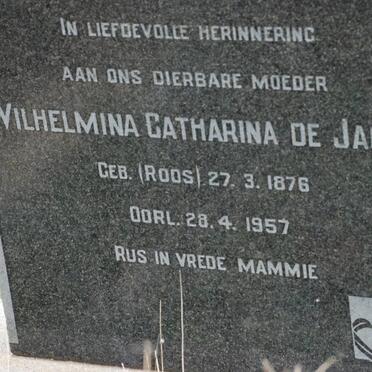 IN LIEFDEVOLLE HERINNERING
AAN ONS DIERBARE MOEDER
WILHELMINA CATHARINA DE
GEB. (ROOS) 27. 3. 1876
OORL. 28. 4. 1957
RUS IN VREDE MAMMIE